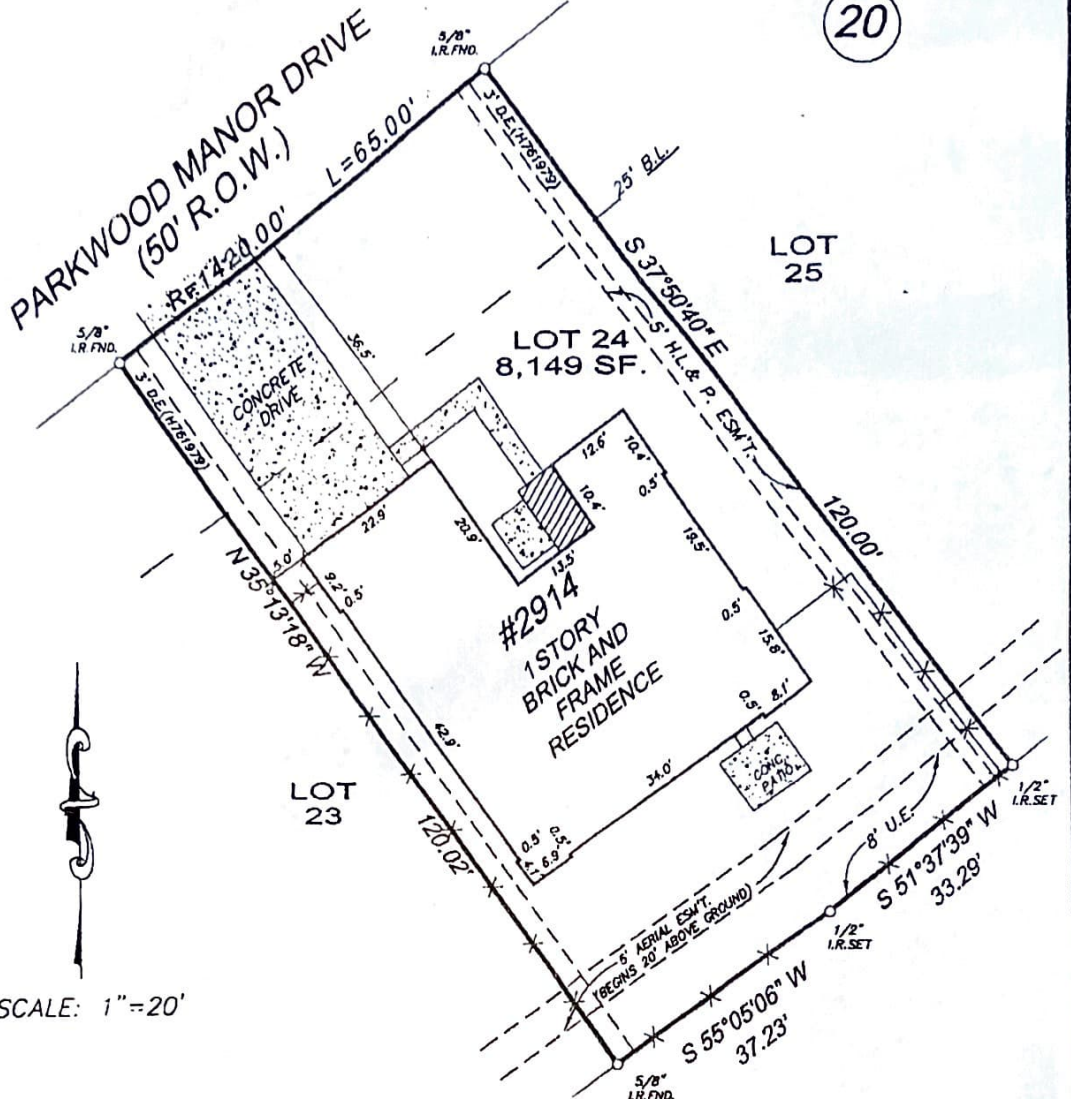 20
5/8"
I.R.FND.
PARKWOOD MANOR DRIVE
(50' R.O.W.)
L=65.00'
R=1420.00'
3' D.E.(H761979)
25' B.L.
S 37°50'40" E
120.00'
LOT
25
5/8"
I.R.FND.
LOT 24
8,149 SF.
5' H.L.& P. ESM'T.
CONCRETE
DRIVE
36.5'
3' D.E.(H761979)
12.6'
10.4'
0.5'
10.4'
22.9'
20.9'
13.5'
19.5'
N 35°13'18" W
120.02'
9.2'
0.5'
#2914
1 STORY
BRICK AND
FRAME
RESIDENCE
0.5'
15.8'
0.5'
8.1'
42.9'
34.0'
CONC.
PATIO
LOT
23
0.5'
0.5'
6.9'
1/2"
I.R.SET
8' U.E.
S 51°37'39" W
33.29'
5' AERIAL ESM'T.
(BEGINS 20' ABOVE GROUND)
1/2"
I.R.SET
S 55°05'06" W
37.23'
5/8"
I.R.FND.
SCALE: 1"=20'